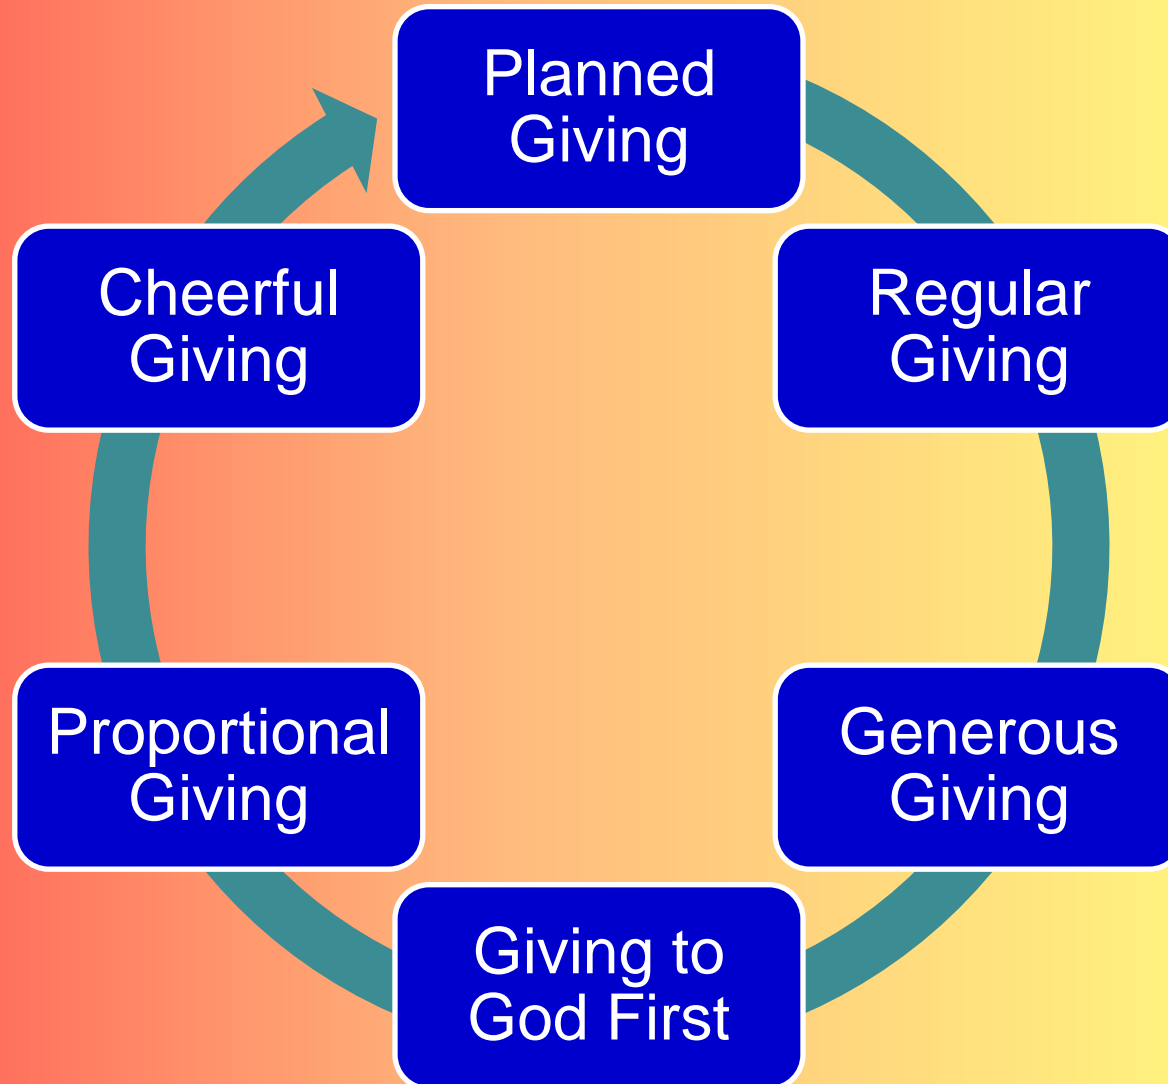 Planned
Giving
Regular
Giving
Generous
Giving
Giving to
God First
Proportional
Giving
Cheerful
Giving